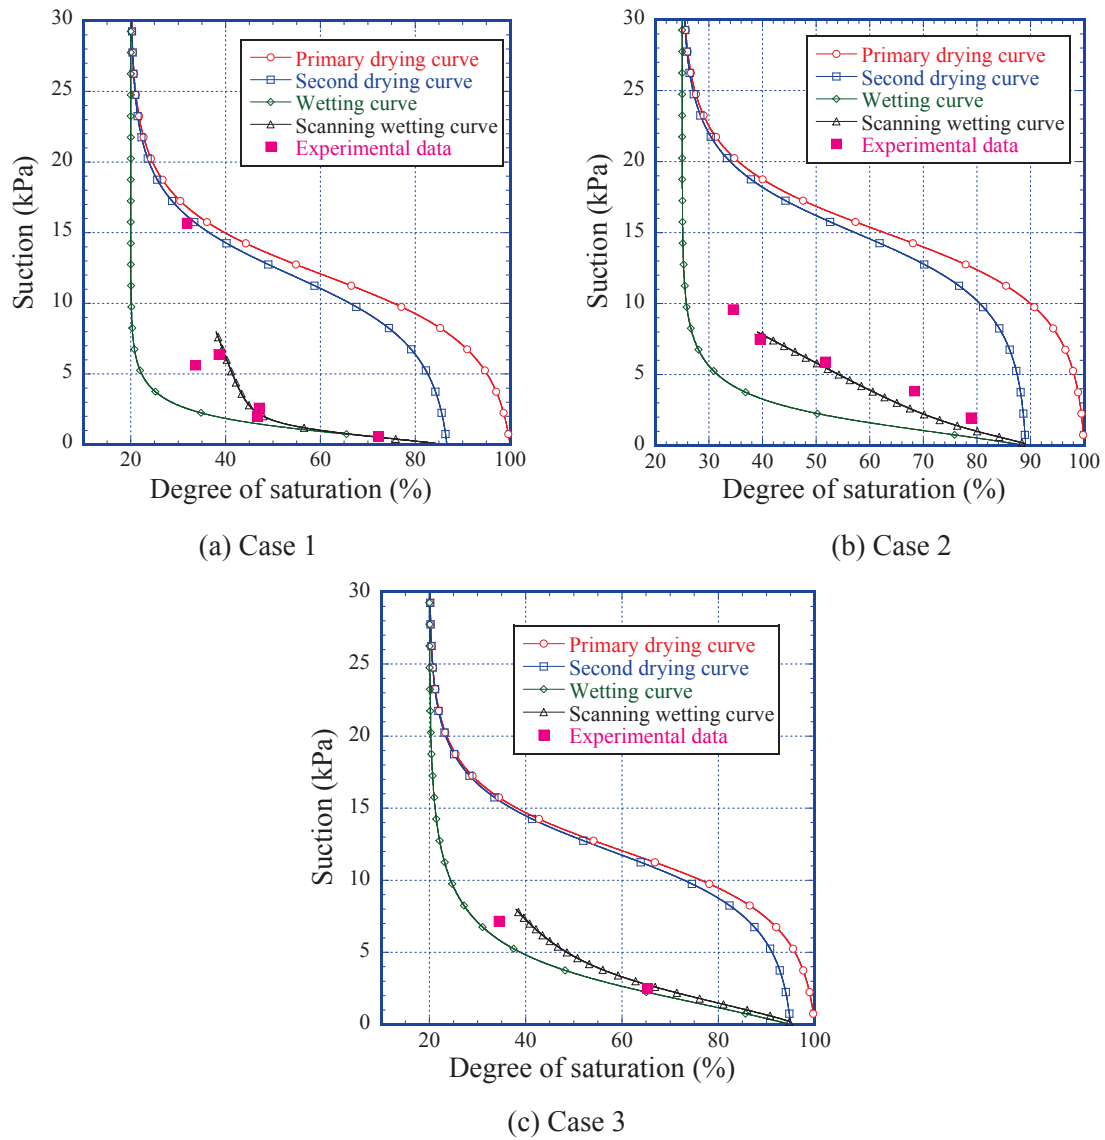 30
25
20
15
10
5
0
Suction (kPa)
Primary drying curve
Second drying curve
Wetting curve
Scanning wetting curve
Experimental data
20 40 60 80 100
Degree of saturation (%)
(a) Case 1
30
25
20
15
10
5
0
Suction (kPa)
Primary drying curve
Second drying curve
Wetting curve
Scanning wetting curve
Experimental data
20 30 40 50 60 70 80 90 100
Degree of saturation (%)
(b) Case 2
30
25
20
15
10
5
0
Suction (kPa)
Primary drying curve
Second drying curve
Wetting curve
Scanning wetting curve
Experimental data
20 40 60 80 100
Degree of saturation (%)
(c) Case 3